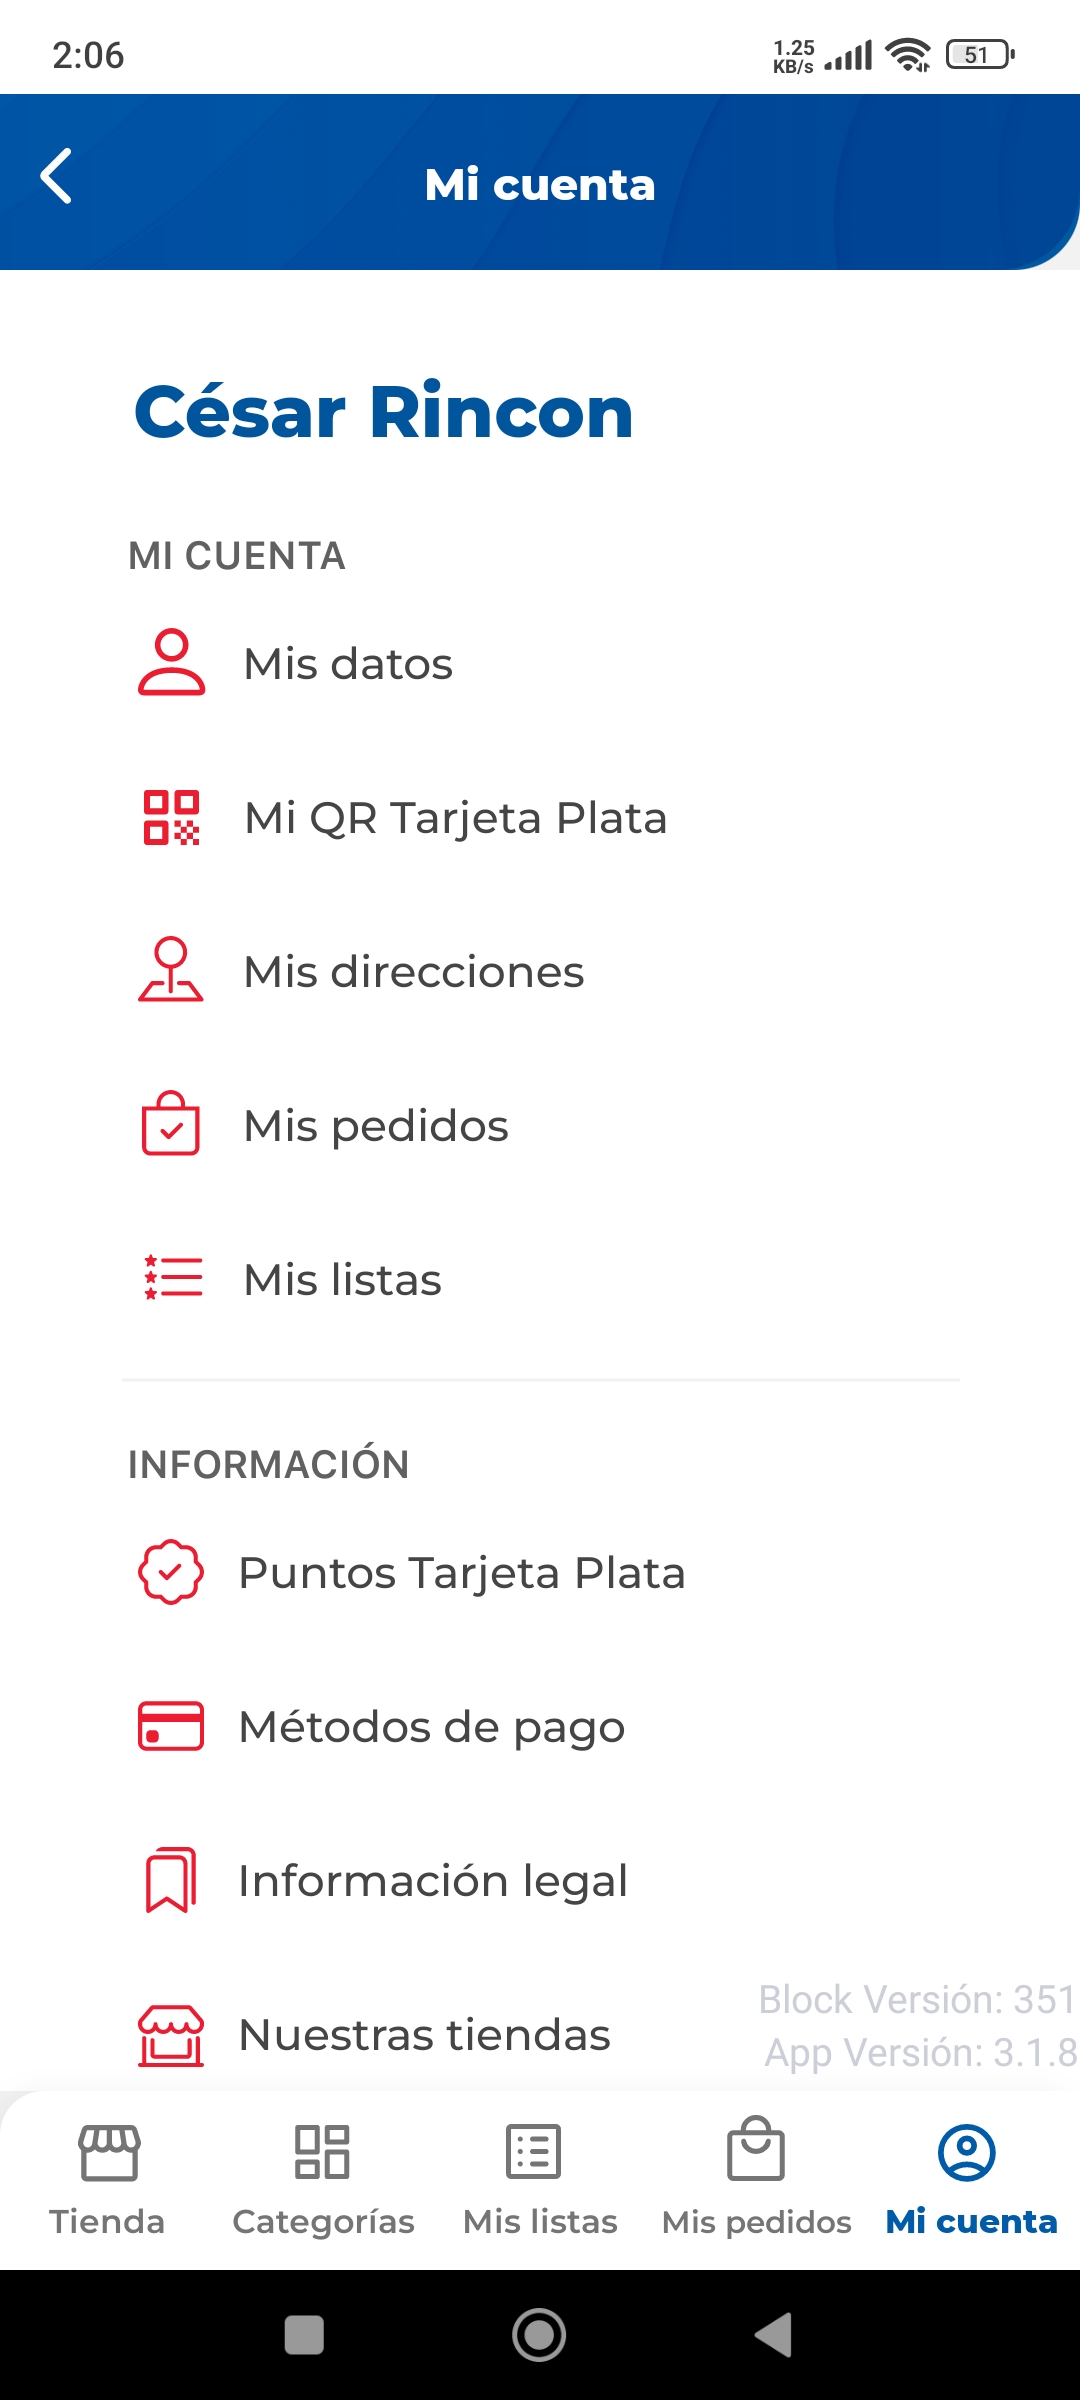 2:06
1.25
KB/s
51
Mi cuenta
César Rincon
MI CUENTA
Mis datos
Mi QR Tarjeta Plata
Mis direcciones
Mis pedidos
Mis listas
INFORMACIÓN
Puntos Tarjeta Plata
Métodos de pago
Información legal
Nuestras tiendas
Block Versión: 351
App Versión: 3.1.8
Tienda
Categorías
Mis listas
Mis pedidos
Mi cuenta